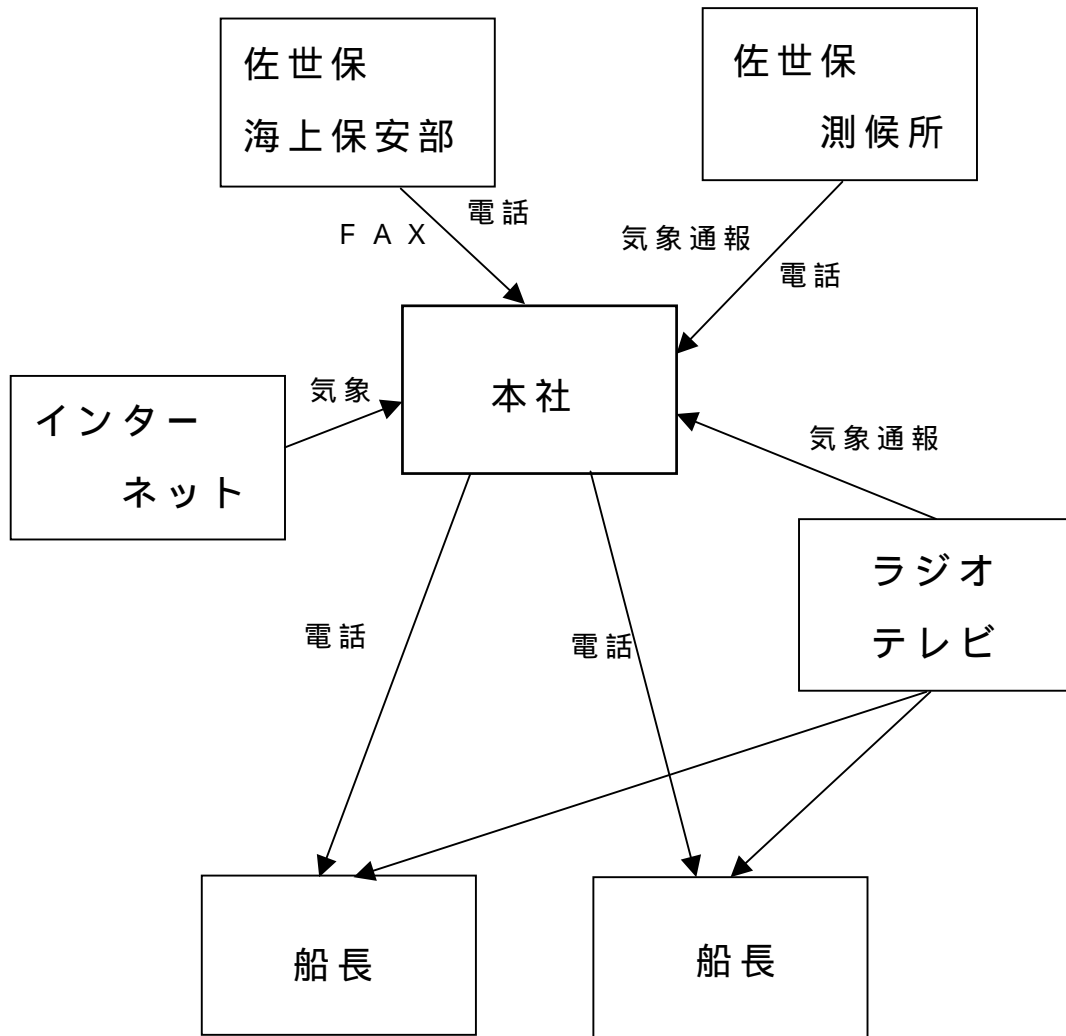 佐世保
海上保安部
佐世保
測候所
FAX
電話
気象通報
電話
インター
ネット
気象
本社
気象通報
ラジオ
テレビ
電話
電話
船長
船長